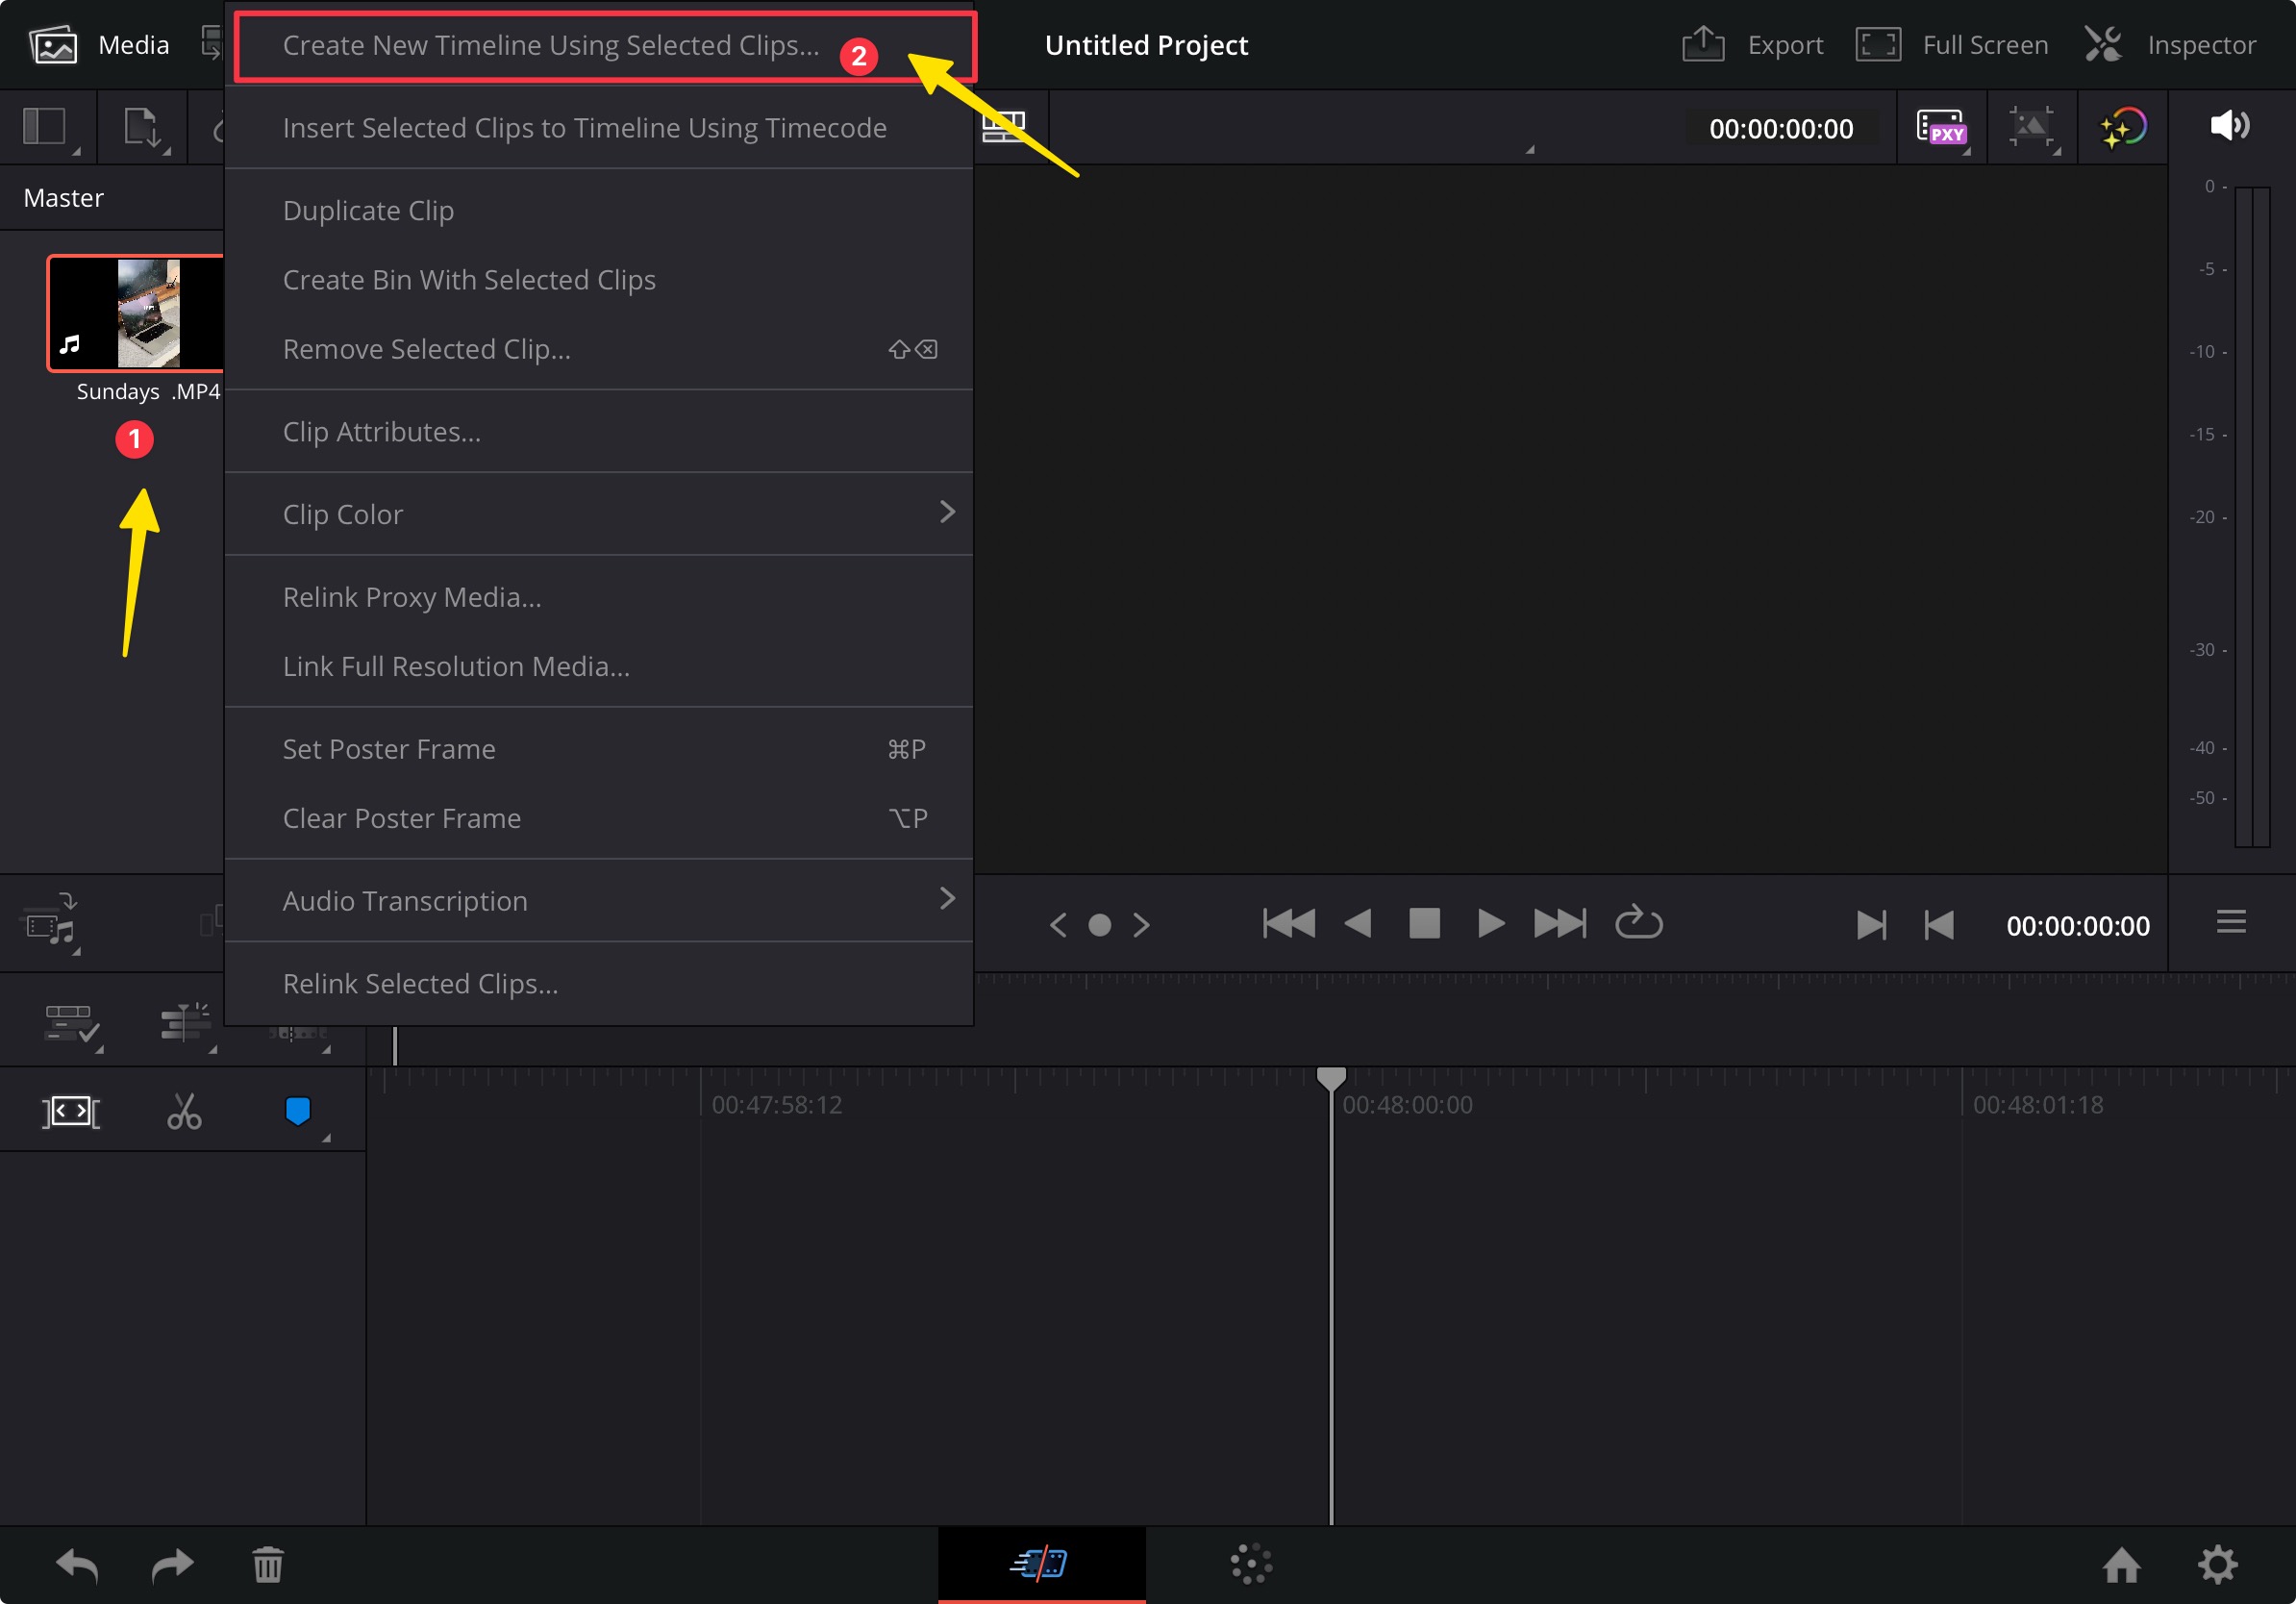 Media
Create New Timeline Using Selected Clips...
2
Untitled Project
Export
Full Screen
Inspector
Insert Selected Clips to Timeline Using Timecode
00:00:00:00
PXY
Master
Duplicate Clip
Create Bin With Selected Clips
Remove Selected Clip...
Sundays .MP4
1
Clip Attributes...
Clip Color
Relink Proxy Media...
Link Full Resolution Media...
Set Poster Frame ⌘P
Clear Poster Frame ⌥P
Audio Transcription
Relink Selected Clips...
0
-5
-10
-15
-20
-30
-40
-50
00:00:00:00
00:47:58:12
00:48:00:00
00:48:01:18